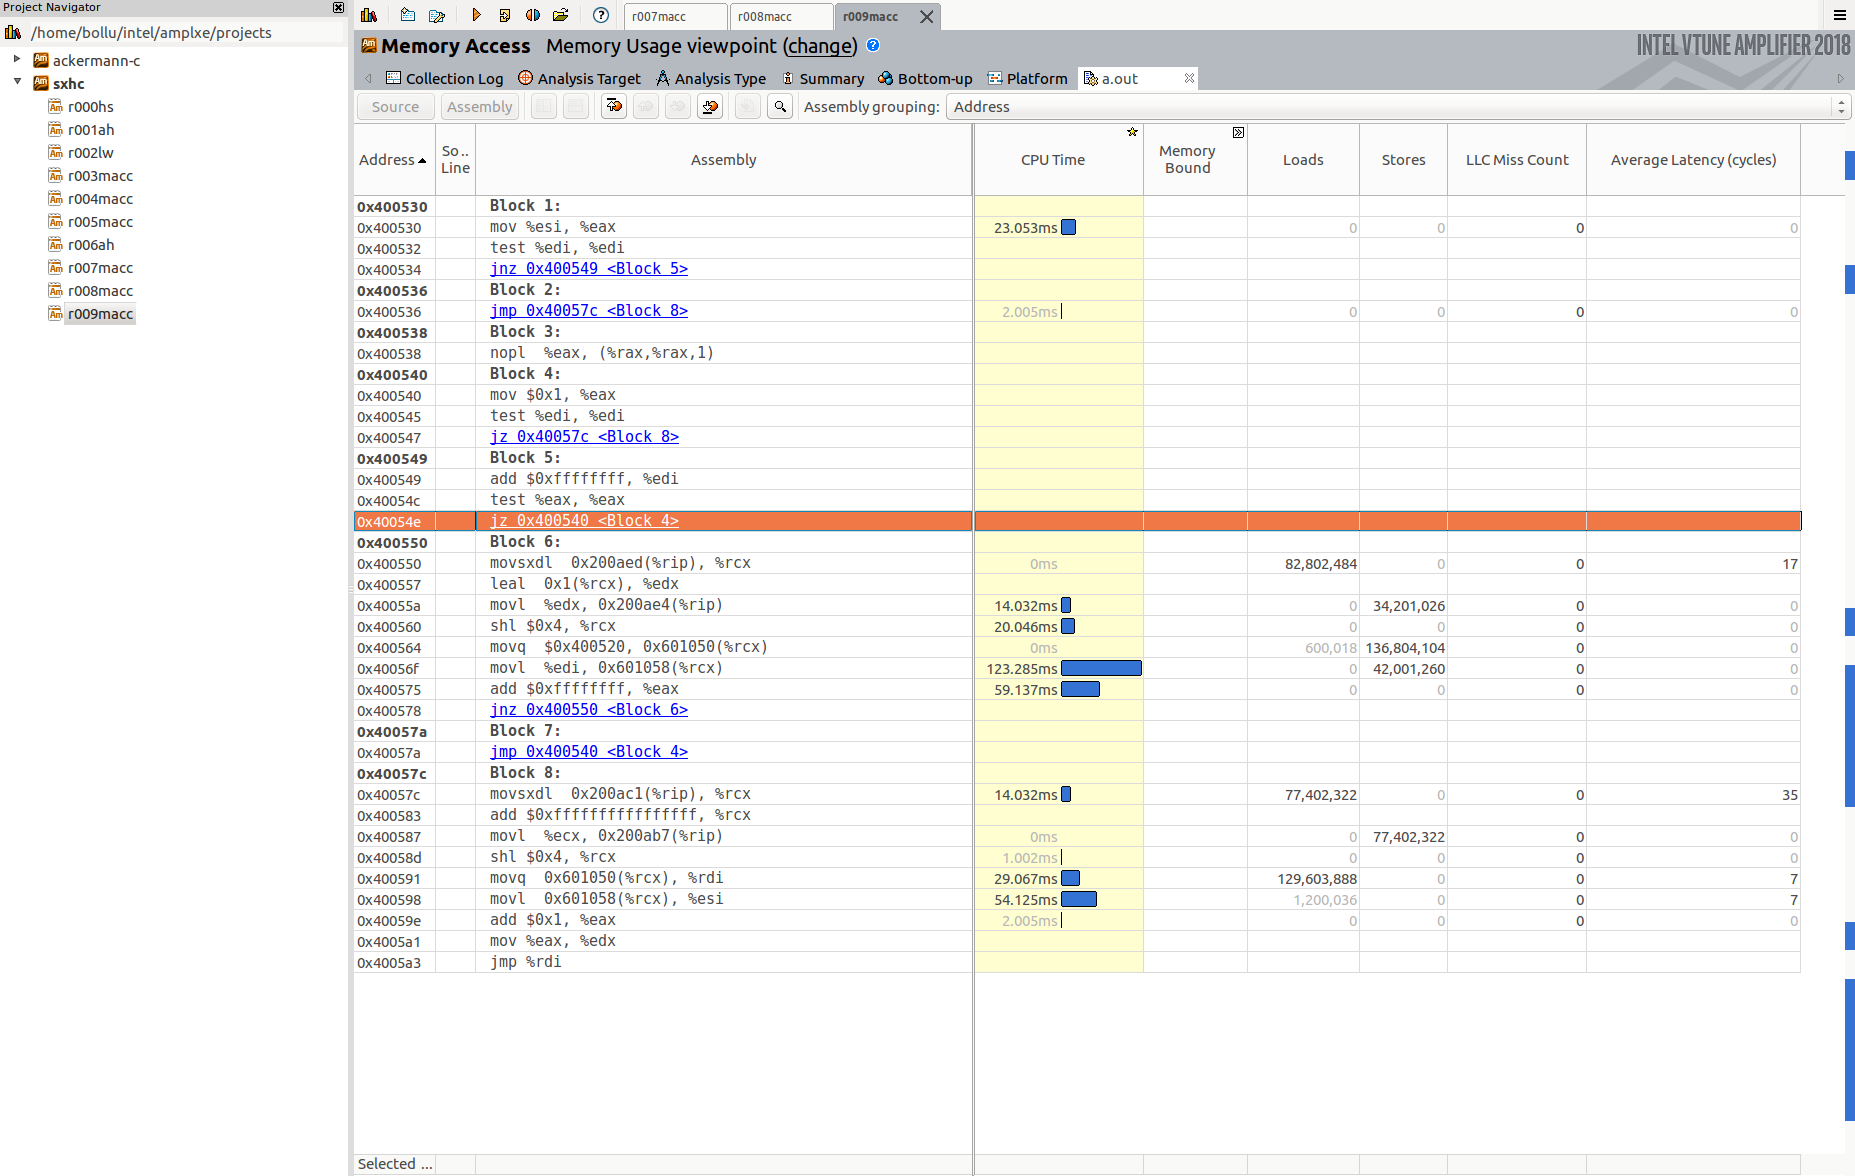 Project Navigator
/home/bollu/intel/amplxe/projects
ackermann-c
sxhc
r000hs
r001ah
r002lw
r003macc
r004macc
r005macc
r006ah
r007macc
r008macc
r009macc
r007macc r008macc r009macc
Memory Access Memory Usage viewpoint (change)
INTEL VTUNE AMPLIFIER 2018
Collection Log Analysis Target Analysis Type Summary Bottom-up Platform a.out
Source Assembly Assembly grouping: Address
Address So.. Line Assembly CPU Time Memory Bound Loads Stores LLC Miss Count Average Latency (cycles)
0x400530 Block 1:
0x400530 mov %esi, %eax 23.053ms 0 0 0 0
0x400532 test %edi, %edi
0x400534 jnz 0x400549 <Block 5>
0x400536 Block 2:
0x400536 jmp 0x40057c <Block 8> 2.005ms 0 0 0 0
0x400538 Block 3:
0x400538 nopl %eax, (%rax,%rax,1)
0x400540 Block 4:
0x400540 mov $0x1, %eax
0x400545 test %edi, %edi
0x400547 jz 0x40057c <Block 8>
0x400549 Block 5:
0x400549 add $0xffffffff, %edi
0x40054c test %eax, %eax
0x40054e jz 0x400540 <Block 4>
0x400550 Block 6:
0x400550 movsxdl 0x200aed(%rip), %rcx 0ms 82,802,484 0 0 17
0x400557 leal 0x1(%rcx), %edx
0x40055a movl %edx, 0x200ae4(%rip) 14.032ms 0 34,201,026 0 0
0x400560 shl $0x4, %rcx 20.046ms 0 0 0 0
0x400564 movq $0x400520, 0x601050(%rcx) 0ms 600,018 136,804,104 0 0
0x40056f movl %edi, 0x601058(%rcx) 123.285ms 0 42,001,260 0 0
0x400575 add $0xffffffff, %eax 59.137ms 0 0 0 0
0x400578 jnz 0x400550 <Block 6>
0x40057a Block 7:
0x40057a jmp 0x400540 <Block 4>
0x40057c Block 8:
0x40057c movsxdl 0x200ac1(%rip), %rcx 14.032ms 77,402,322 0 0 35
0x400583 add $0xffffffffffffffff, %rcx
0x400587 movl %ecx, 0x200ab7(%rip) 0ms 0 77,402,322 0 0
0x40058d shl $0x4, %rcx 1.002ms 0 0 0 0
0x400591 movq 0x601050(%rcx), %rdi 29.067ms 129,603,888 0 0 7
0x400598 movl 0x601058(%rcx), %esi 54.125ms 1,200,036 0 0 7
0x40059e add $0x1, %eax 2.005ms 0 0 0 0
0x4005a1 mov %eax, %edx
0x4005a3 jmp %rdi
Selected ...